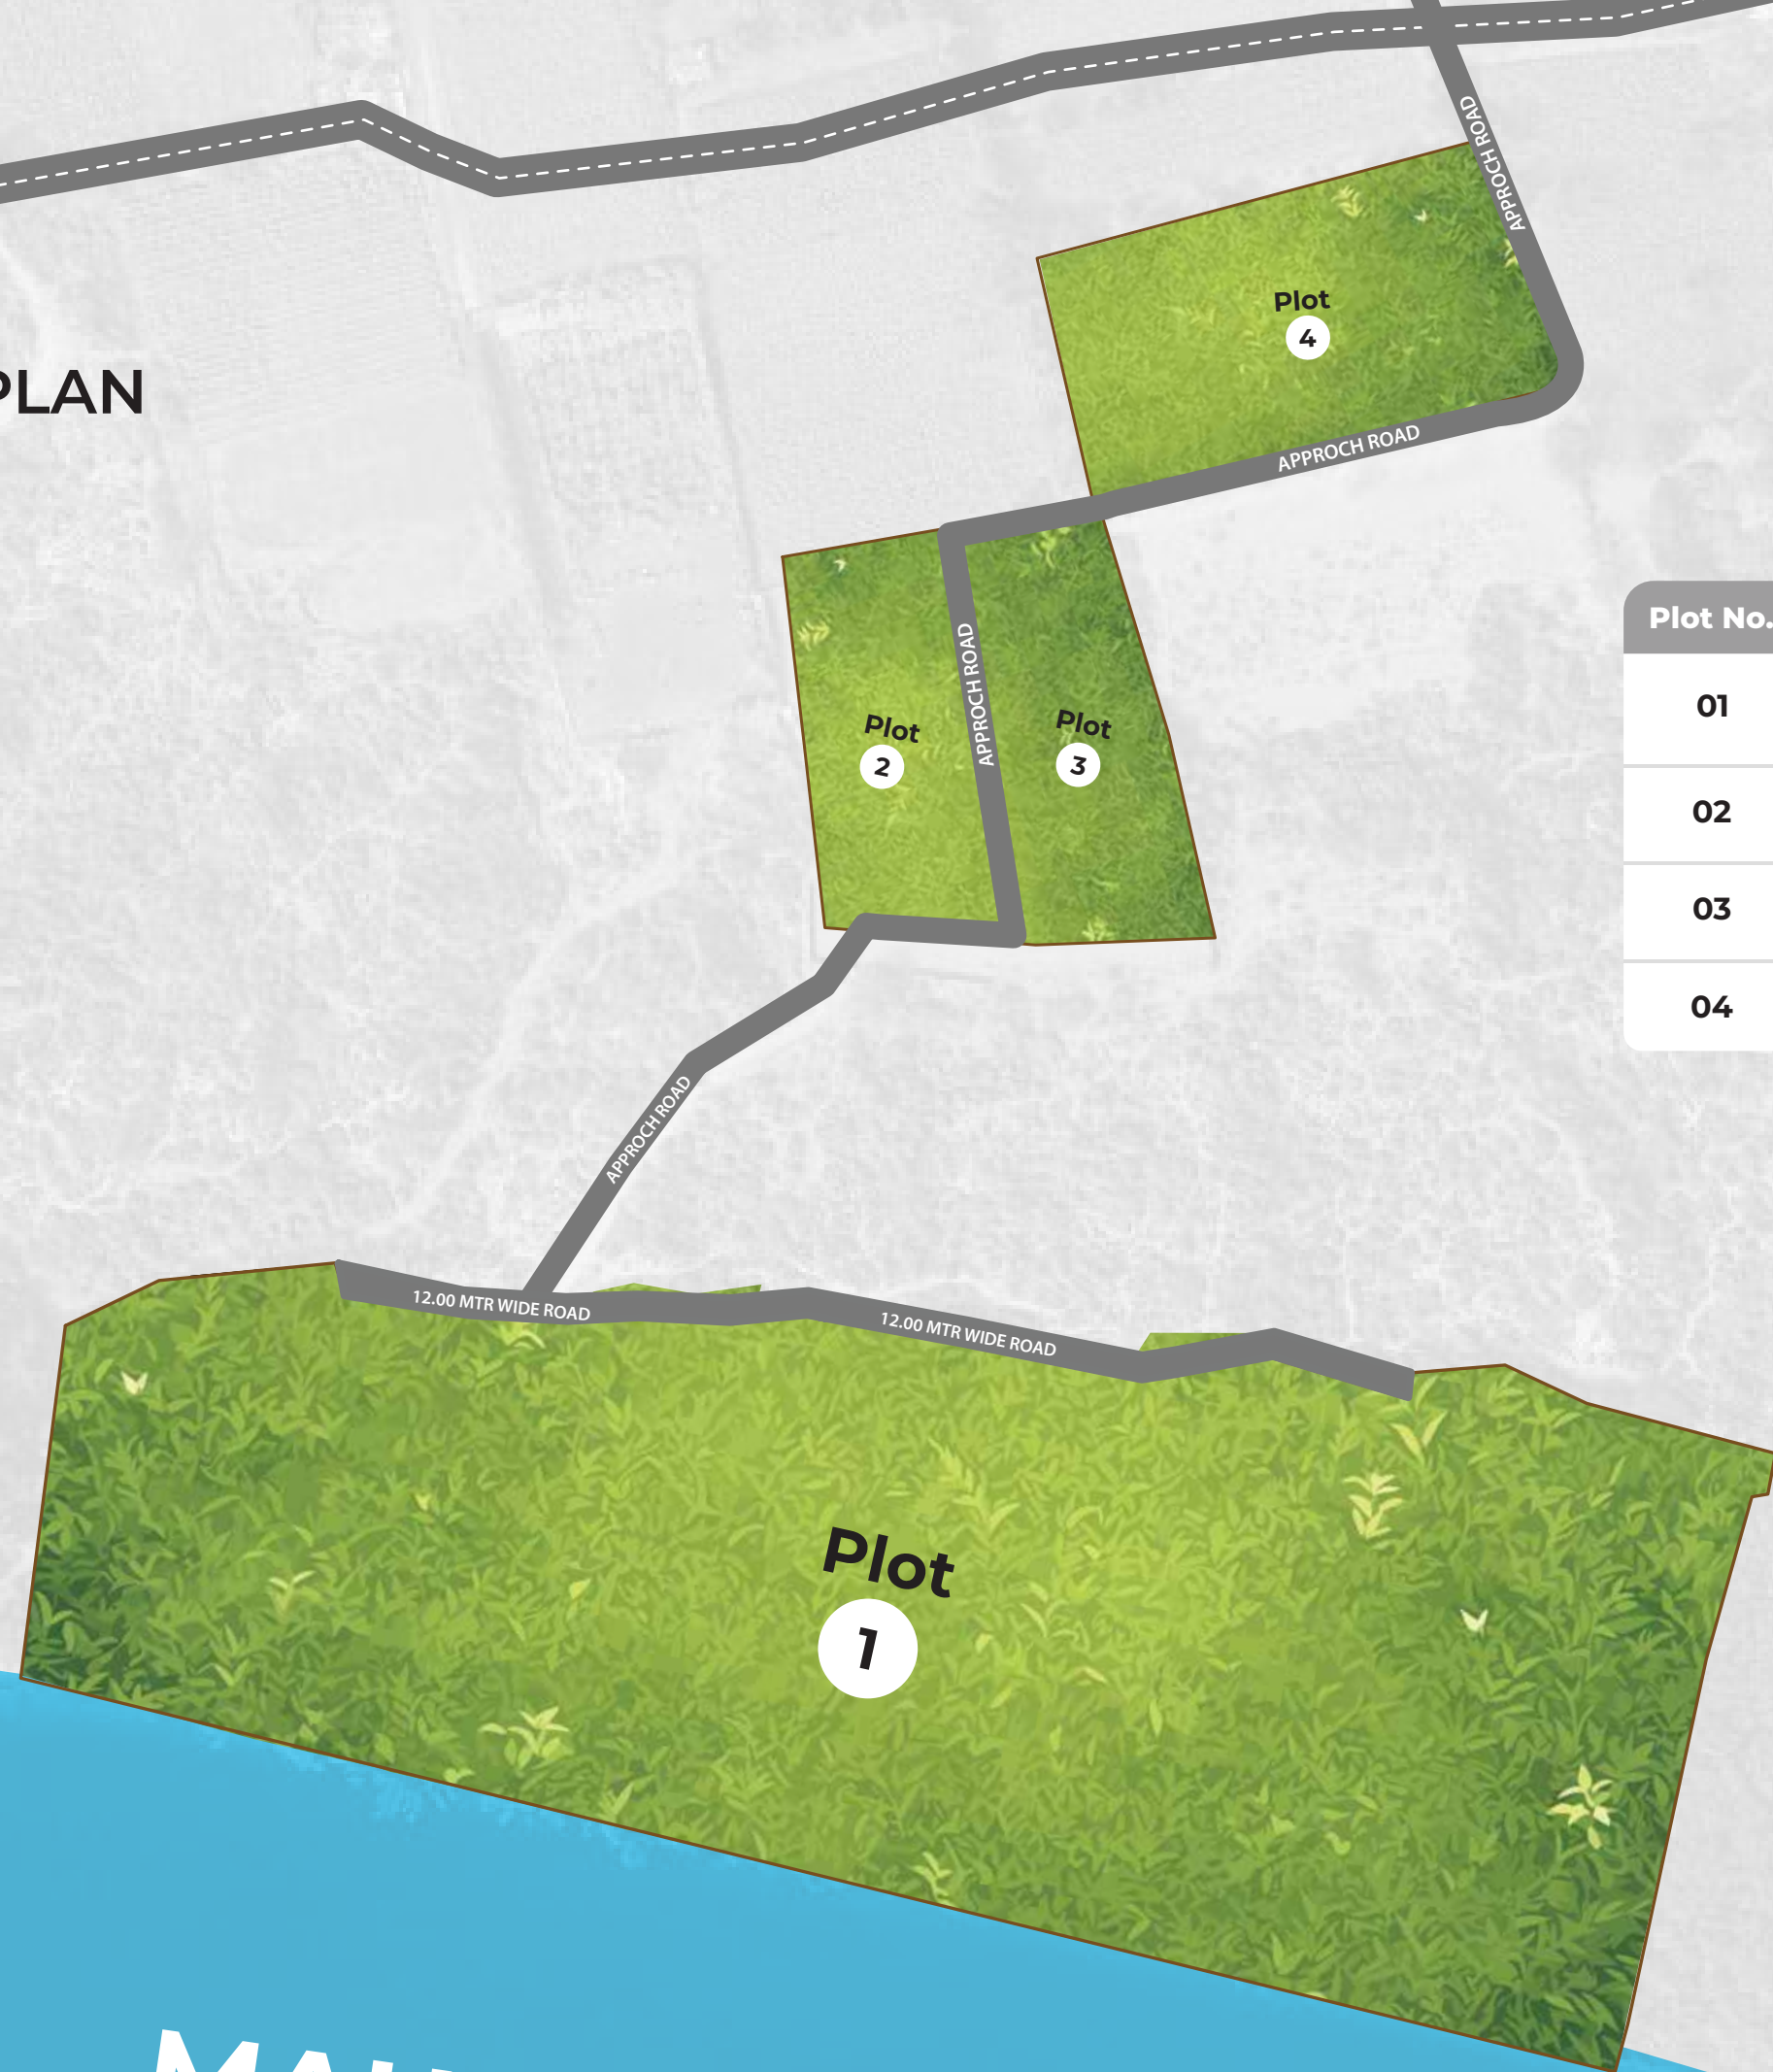 APPROCH ROAD
Plot
4
PLAN
APPROCH ROAD
Plot No.
01
02
03
04
APPROCH ROAD
Plot
2
Plot
3
APPROCH ROAD
12.00 MTR WIDE ROAD
12.00 MTR WIDE ROAD
Plot
1